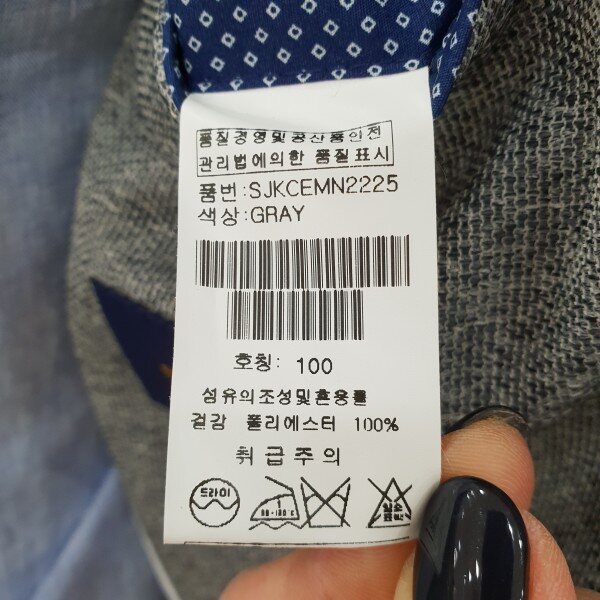 품질경영및공산품안전
관리법에의한 품질표시
품번:SJKCEMN2225
색상:GRAY
호칭: 100
섬유의조성및혼용률
겉감 폴리에스터 100%
취급주의
드라이